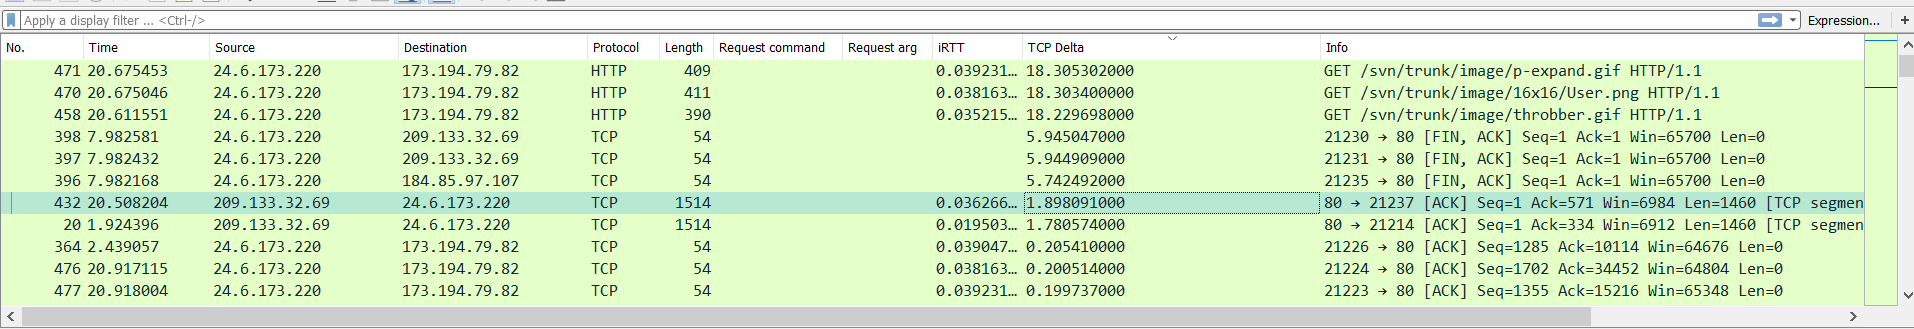 Apply a display filter ... <Ctrl-/> Expression... +
No. Time Source Destination Protocol Length Request command Request arg iRTT TCP Delta Info
471 20.675453 24.6.173.220 173.194.79.82 HTTP 409 0.039231… 18.305302000 GET /svn/trunk/image/p-expand.gif HTTP/1.1
470 20.675046 24.6.173.220 173.194.79.82 HTTP 411 0.038163… 18.303400000 GET /svn/trunk/image/16x16/User.png HTTP/1.1
458 20.611551 24.6.173.220 173.194.79.82 HTTP 390 0.035215… 18.229698000 GET /svn/trunk/image/throbber.gif HTTP/1.1
398 7.982581 24.6.173.220 209.133.32.69 TCP 54 5.945047000 21230 → 80 [FIN, ACK] Seq=1 Ack=1 Win=65700 Len=0
397 7.982432 24.6.173.220 209.133.32.69 TCP 54 5.944909000 21231 → 80 [FIN, ACK] Seq=1 Ack=1 Win=65700 Len=0
396 7.982168 24.6.173.220 184.85.97.107 TCP 54 5.742492000 21235 → 80 [FIN, ACK] Seq=1 Ack=1 Win=65700 Len=0
432 20.508204 209.133.32.69 24.6.173.220 TCP 1514 0.036266… 1.898091000 80 → 21237 [ACK] Seq=1 Ack=571 Win=6984 Len=1460 [TCP segmen
20 1.924396 209.133.32.69 24.6.173.220 TCP 1514 0.019503… 1.780574000 80 → 21214 [ACK] Seq=1 Ack=334 Win=6912 Len=1460 [TCP segmen
364 2.439057 24.6.173.220 173.194.79.82 TCP 54 0.039047… 0.205410000 21226 → 80 [ACK] Seq=1285 Ack=10114 Win=64676 Len=0
476 20.917115 24.6.173.220 173.194.79.82 TCP 54 0.038163… 0.200514000 21224 → 80 [ACK] Seq=1702 Ack=34452 Win=64804 Len=0
477 20.918004 24.6.173.220 173.194.79.82 TCP 54 0.039231… 0.199737000 21223 → 80 [ACK] Seq=1355 Ack=15216 Win=65348 Len=0